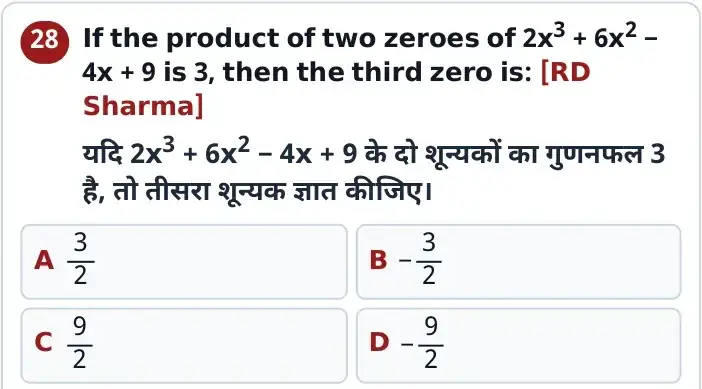 28 If the product of two zeroes of 2x³ + 6x² –
4x + 9 is 3, then the third zero is: [RD
Sharma]
यदि 2x³ + 6x² – 4x + 9 के दो शून्यकों का गुणनफल 3
है, तो तीसरा शून्यक ज्ञात कीजिए।
A 3/2
B –3/2
C 9/2
D –9/2